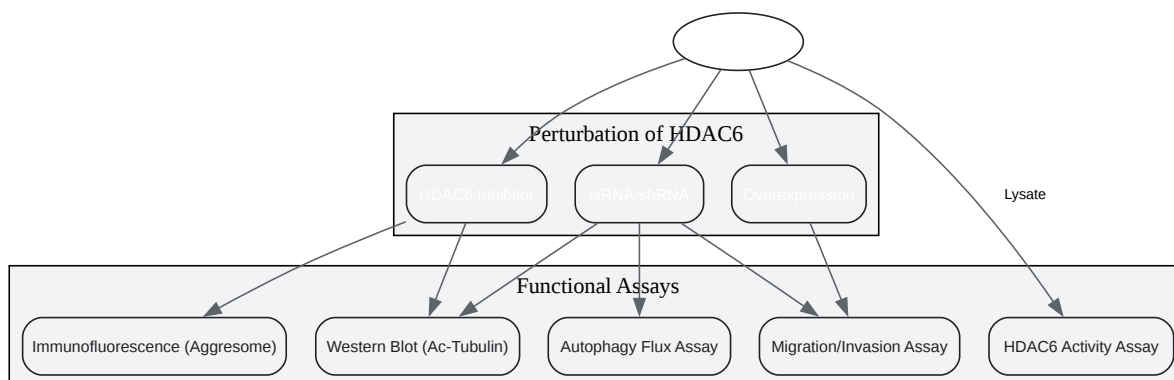 Perturbation of HDAC6
HDAC6 Inhibitor
siRNA/shRNA
Overexpression
Lysate
Functional Assays
Immunofluorescence (Aggresome)
Western Blot (Ac-Tubulin)
Autophagy Flux Assay
Migration/Invasion Assay
HDAC6 Activity Assay